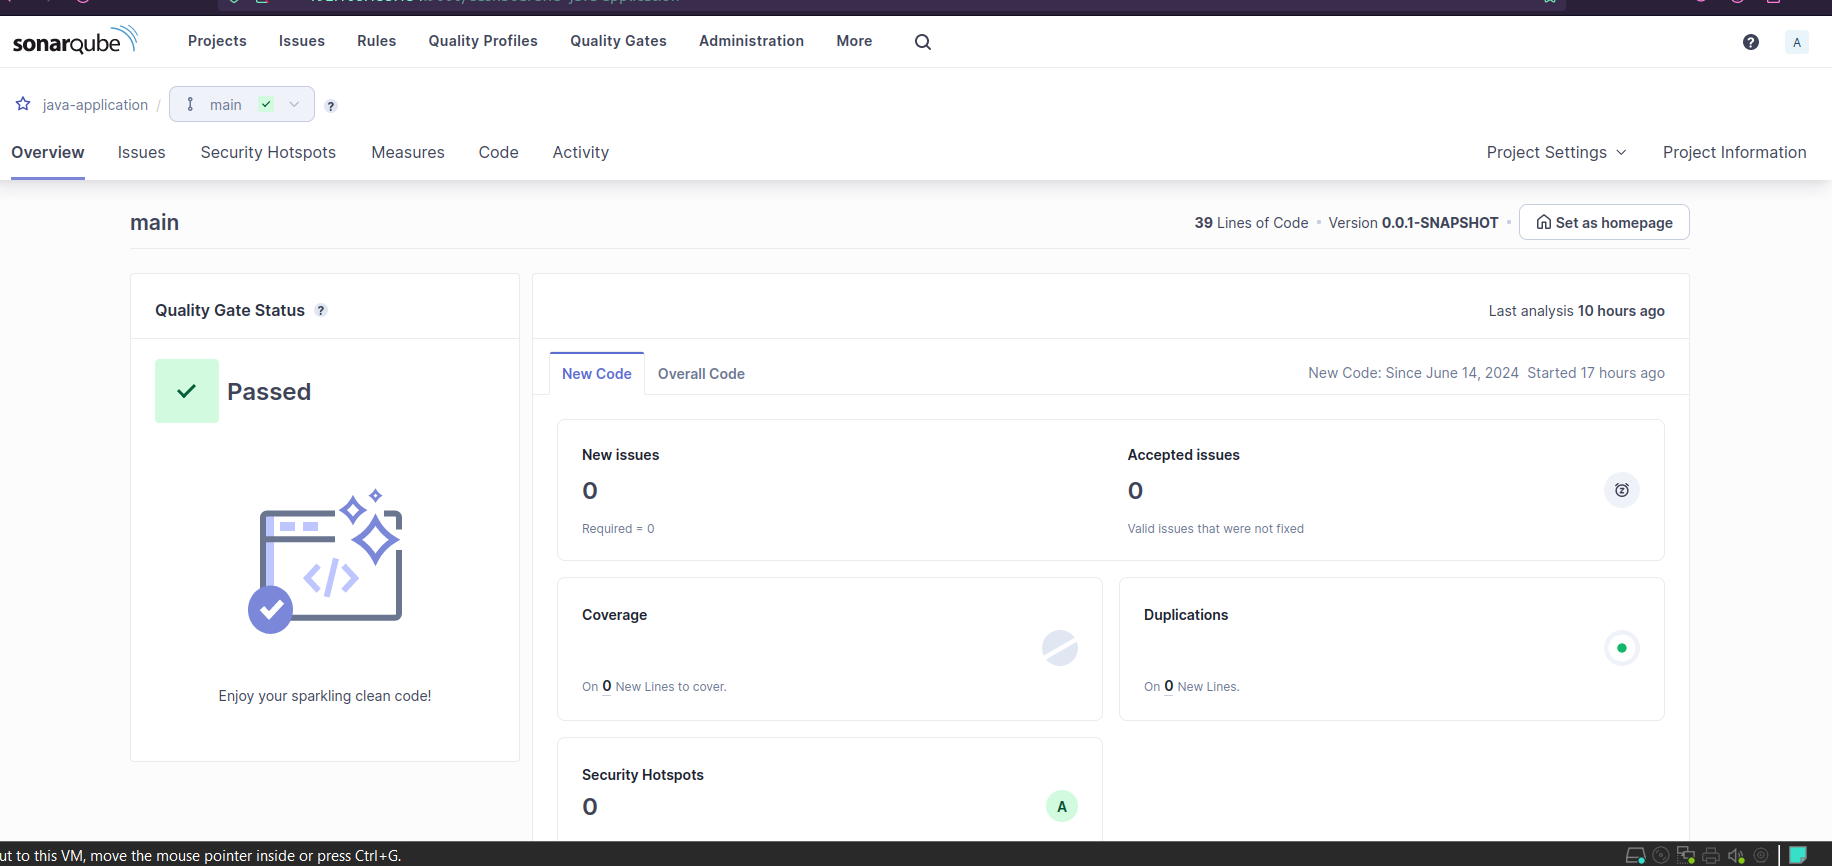 sonarqube Projects Issues Rules Quality Profiles Quality Gates Administration More ? A
java-application / main ?
Overview Issues Security Hotspots Measures Code Activity Project Settings Project Information
main 39 Lines of Code Version 0.0.1-SNAPSHOT Set as homepage
Quality Gate Status ? Last analysis 10 hours ago
Passed
New Code Overall Code New Code: Since June 14, 2024 Started 17 hours ago
New issues Accepted issues
0 0
Required = 0 Valid issues that were not fixed
</>
Coverage Duplications
On 0 New Lines to cover. On 0 New Lines.
Enjoy your sparkling clean code!
Security Hotspots
0 A
ut to this VM, move the mouse pointer inside or press Ctrl+G.